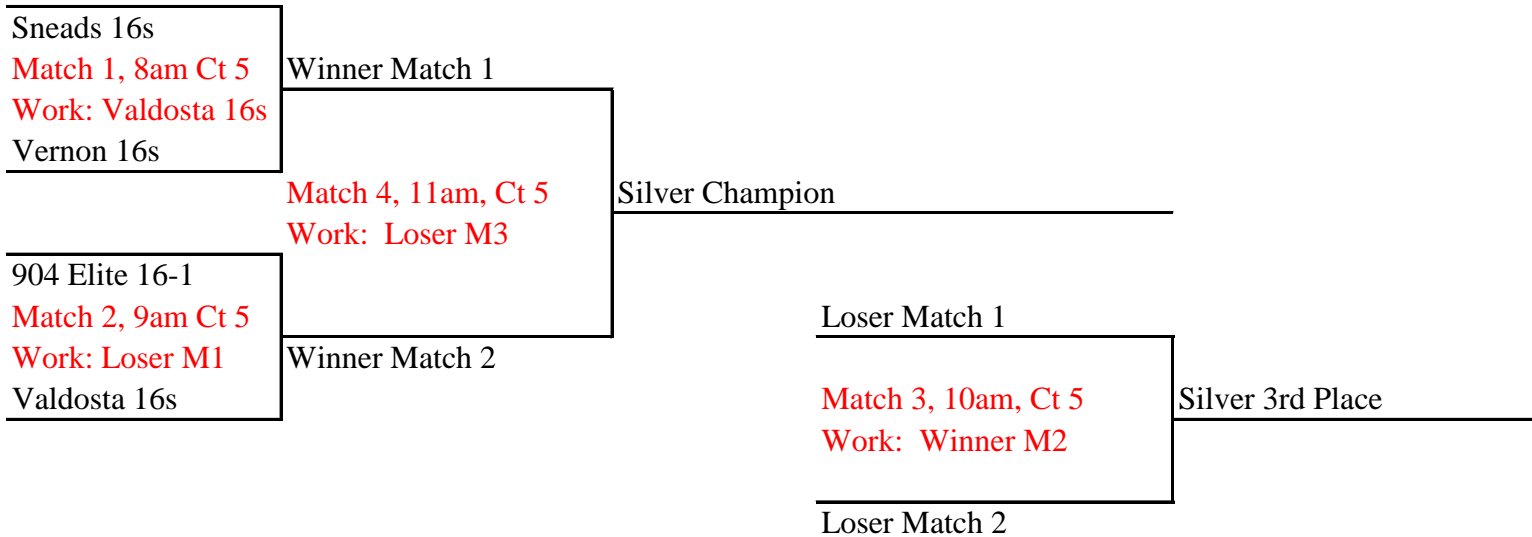 Sneads 16s
Match 1, 8am Ct 5
Winner Match 1
Work: Valdosta 16s
Vernon 16s
Match 4, 11am, Ct 5
Silver Champion
Work:  Loser M3
904 Elite 16-1
Match 2, 9am Ct 5
Loser Match 1
Work: Loser M1
Winner Match 2
Valdosta 16s
Match 3, 10am, Ct 5
Silver 3rd Place
Work:  Winner M2
Loser Match 2